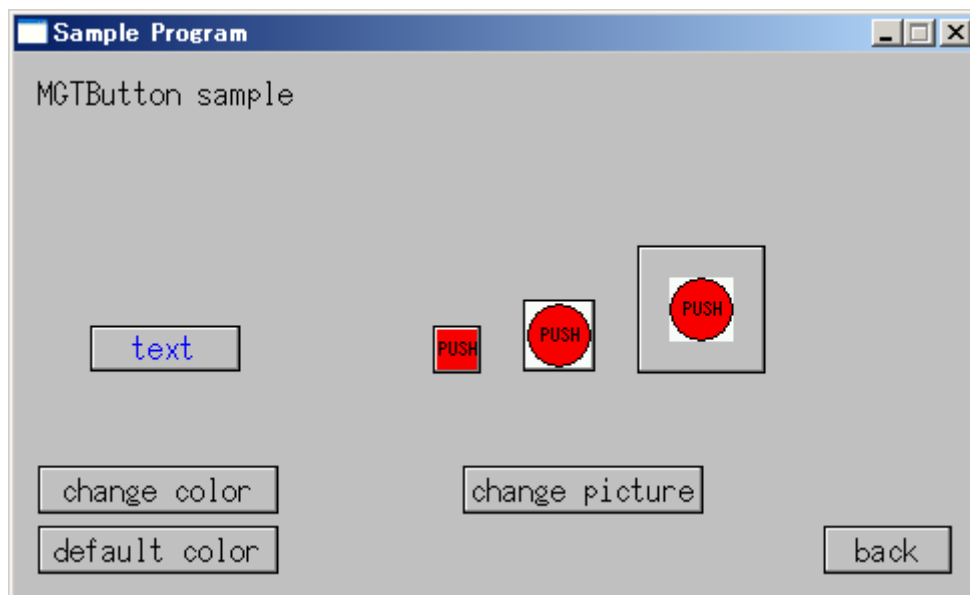 Sample Program
MGTButton sample
text
PUSH
PUSH
PUSH
change color
change picture
default color
back